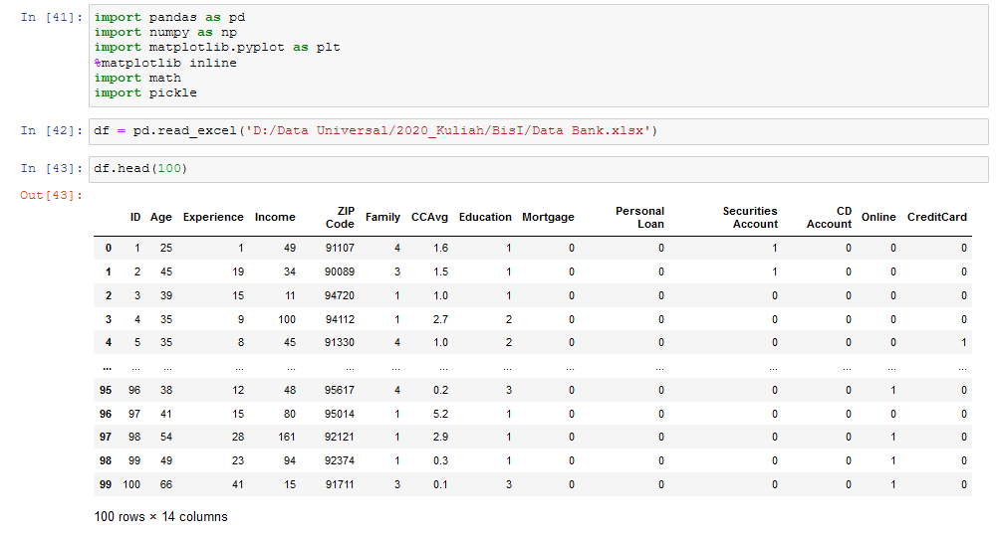 In [41]: import pandas as pd
import numpy as np
import matplotlib.pyplot as plt
%matplotlib inline
import math
import pickle
In [42]: df = pd.read_excel('D:/Data Universal/2020_Kuliah/BisI/Data Bank.xlsx')
In [43]: df.head(100)
Out[43]:
ID Age Experience Income ZIP Code Family CCAvg Education Mortgage Personal Loan Securities Account CD Account Online CreditCard
0 1 25 1 49 91107 4 1.6 1 0 0 1 0 0 0
1 2 45 19 34 90089 3 1.5 1 0 0 1 0 0 0
2 3 39 15 11 94720 1 1.0 1 0 0 0 0 0 0
3 4 35 9 100 94112 1 2.7 2 0 0 0 0 0 0
4 5 35 8 45 91330 4 1.0 2 0 0 0 0 0 1
... ... ... ... ... ... ... ... ... ... ... ... ... ... ...
95 96 38 12 48 95617 4 0.2 3 0 0 0 0 1 0
96 97 41 15 80 95014 1 5.2 1 0 0 0 0 0 0
97 98 54 28 161 92121 1 2.9 1 0 0 0 0 1 0
98 99 49 23 94 92374 1 0.3 1 0 0 0 0 1 0
99 100 66 41 15 91711 3 0.1 3 0 0 0 0 1 0
100 rows × 14 columns